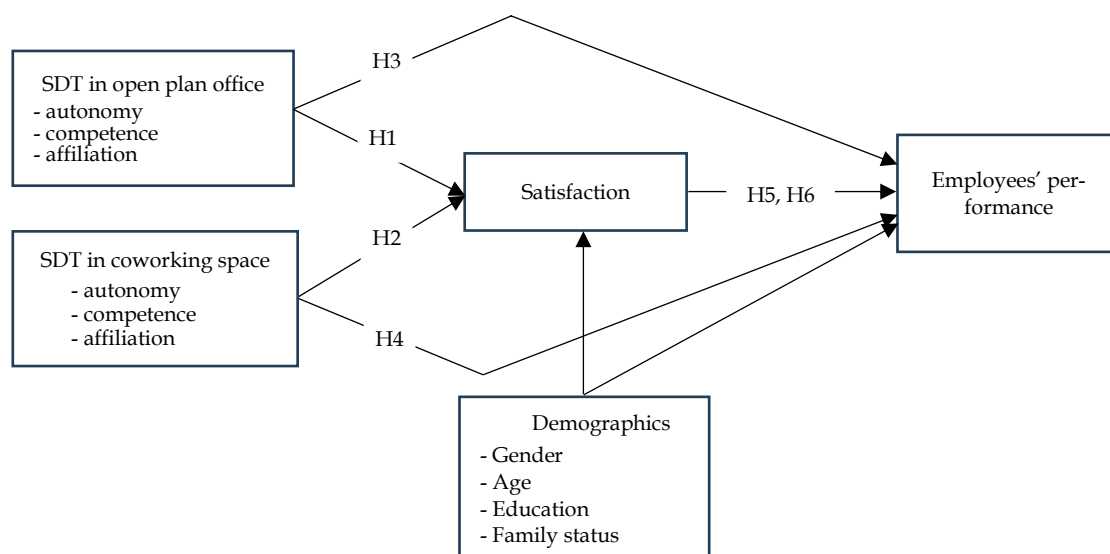 H3
SDT in open plan office
- autonomy
- competence
- affiliation
H1
Satisfaction
H5, H6
Employees' per-
formance
H2
SDT in coworking space
- autonomy
- competence
- affiliation
H4
Demographics
- Gender
- Age
- Education
- Family status